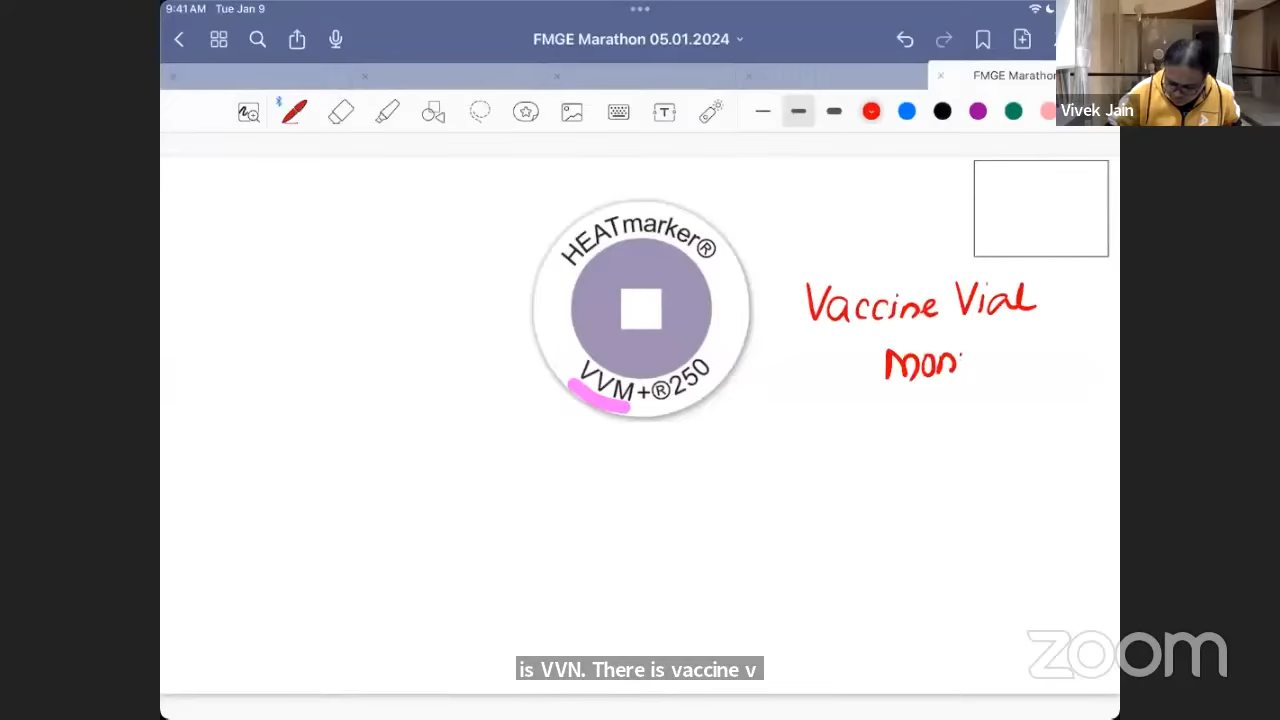 9:41 AM Tue Jan 9
FMGE Marathon 05.01.2024
FMGE Marathon
Vivek Jain
HEATmarker®
VVM+®250
Vaccine Vial
mon
is VVN. There is vaccine v
zoom